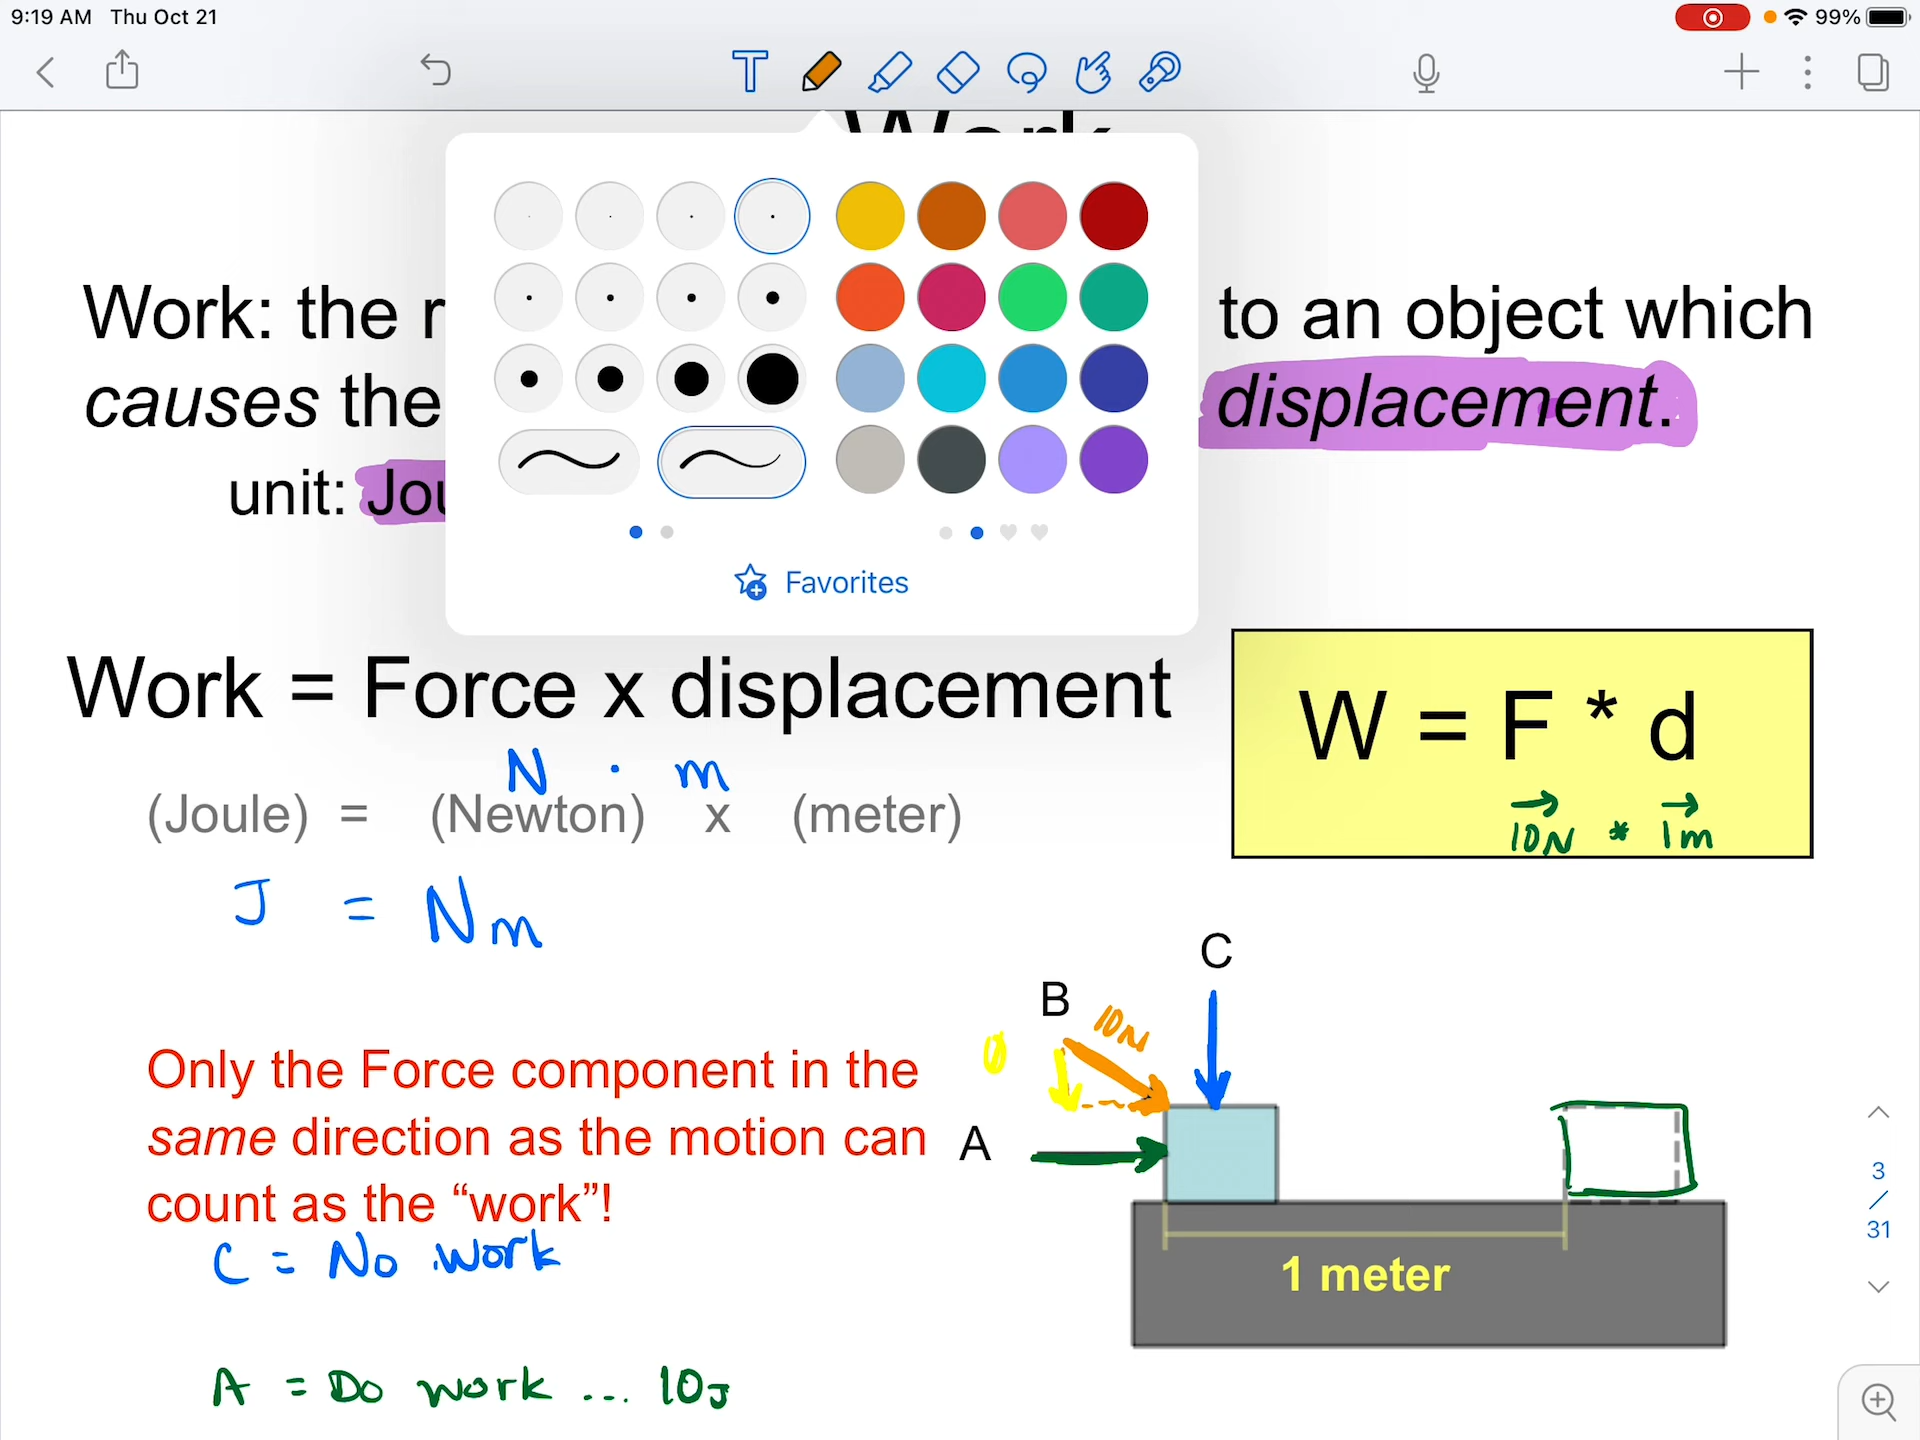 9:19 AM Thu Oct 21
99%
Work
Work: the r to an object which
causes the displacement.
unit: Jou
Favorites
Work = Force x displacement
W = F * d
N · m
(Joule) = (Newton) x (meter)
10N * 1m
J = Nm
C
B 10N
0
Only the Force component in the
same direction as the motion can
count as the “work”!
A
3
/
31
C = No work
1 meter
A = Do work ... 10J